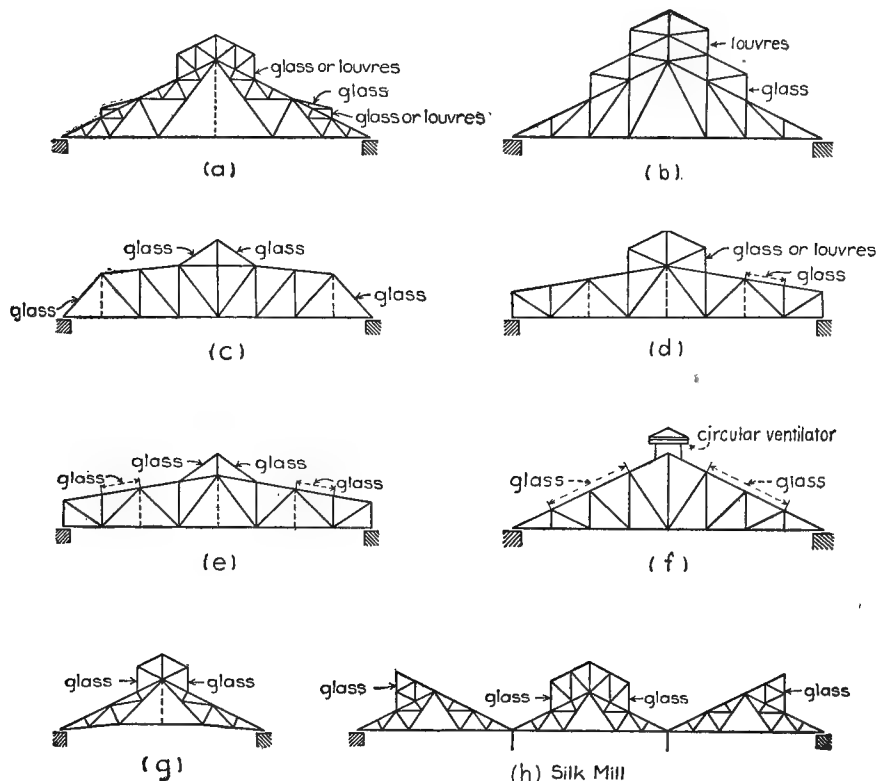 glass or louvres
glass
glass or louvres
(a)
louvres
glass
(b).
glass
glass
glass
glass
(c)
glass or louvres
glass
(d)
glass
glass
glass
glass
(e)
circular ventilator
glass
glass
(f)
glass
glass
(g)
glass
glass
glass
glass
(h) Silk Mill